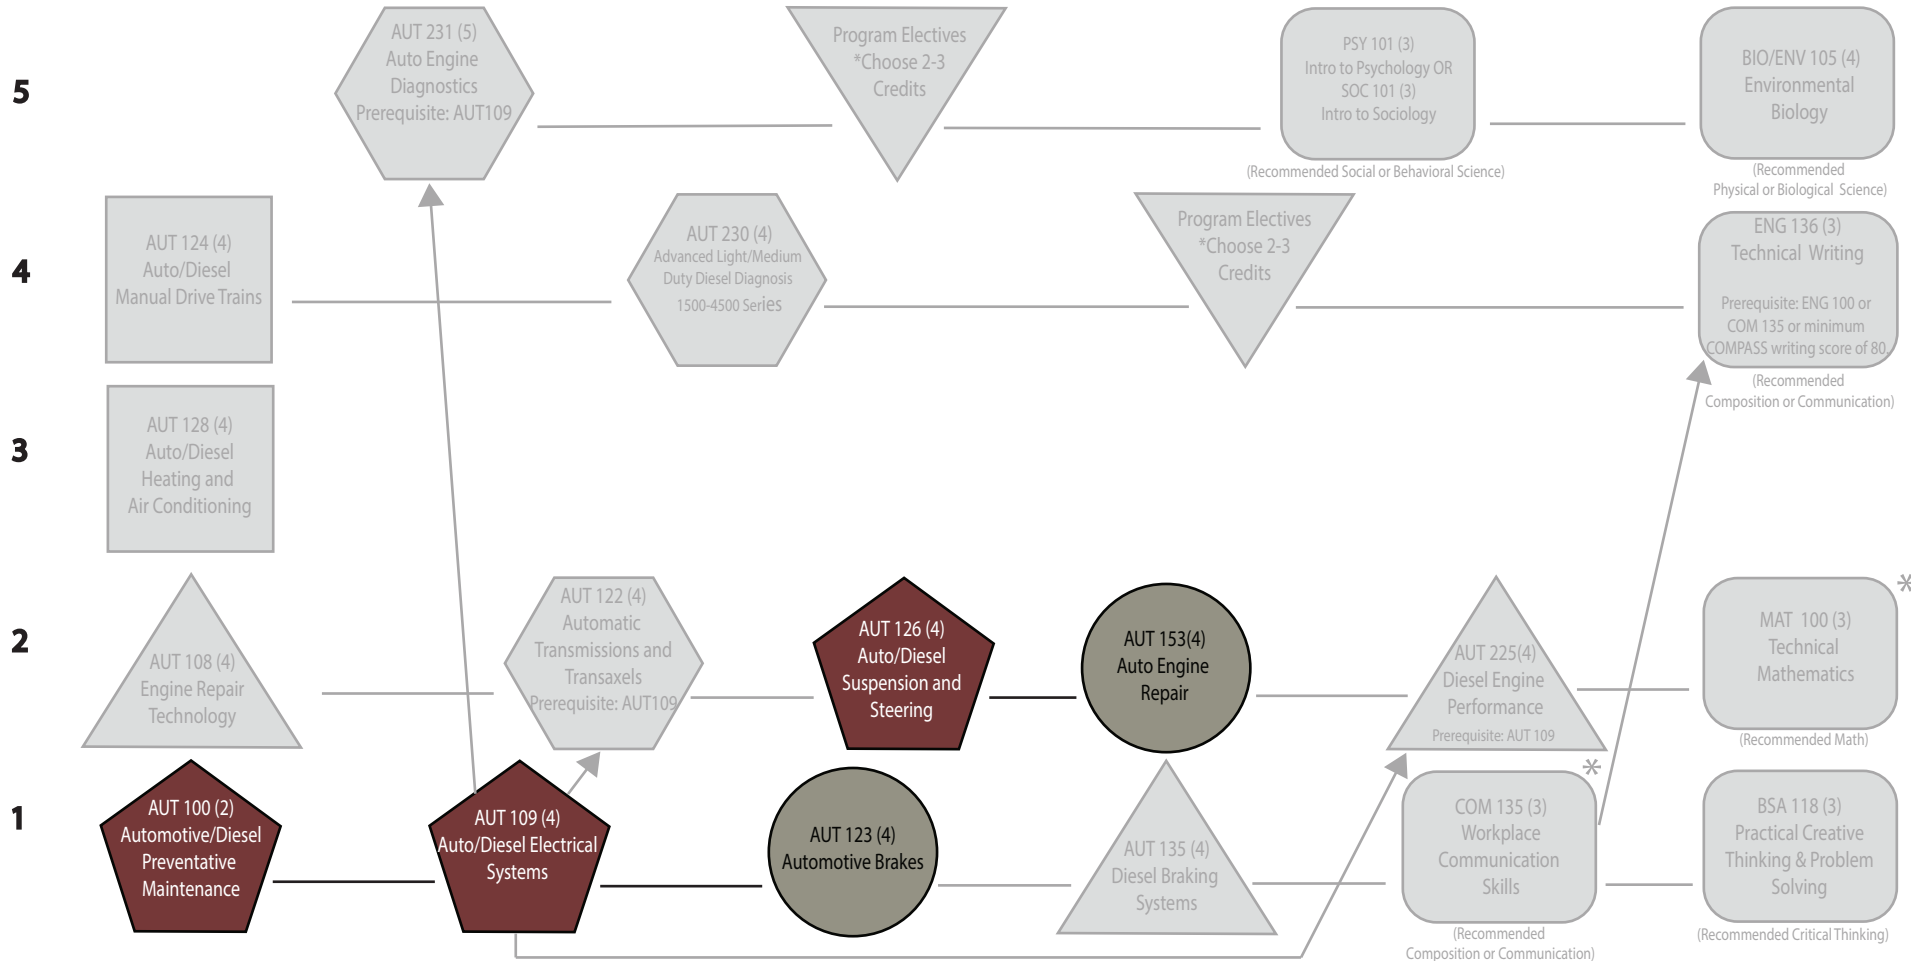 5
AUT 231 (5)
Auto Engine
Diagnostics
Prerequisite: AUT109
Program Electives
*Choose 2-3
Credits
PSY 101 (3)
Intro to Psychology OR
SOC 101 (3)
Intro to Sociology
(Recommended Social or Behavioral Science)
BIO/ENV 105 (4)
Environmental
Biology
(Recommended
Physical or Biological Science)
4
AUT 124 (4)
Auto/Diesel
Manual Drive Trains
AUT 230 (4)
Advanced Light/Medium
Duty Diesel Diagnosis
1500-4500 Series
Program Electives
*Choose 2-3
Credits
ENG 136 (3)
Technical Writing
Prerequisite: ENG 100 or
COM 135 or minimum
COMPASS writing score of 80.
(Recommended
Composition or Communication)
3
AUT 128 (4)
Auto/Diesel
Heating and
Air Conditioning
2
AUT 108 (4)
Engine Repair
Technology
AUT 122 (4)
Automatic
Transmissions and
Transaxels
Prerequisite: AUT109
AUT 126 (4)
Auto/Diesel
Suspension and
Steering
AUT 153(4)
Auto Engine
Repair
AUT 225(4)
Diesel Engine
Performance
Prerequisite: AUT 109
*
MAT 100 (3)
Technical
Mathematics
(Recommended Math)
1
AUT 100 (2)
Automotive/Diesel
Preventative
Maintenance
AUT 109 (4)
Auto/Diesel Electrical
Systems
AUT 123 (4)
Automotive Brakes
AUT 135 (4)
Diesel Braking
Systems
*
COM 135 (3)
Workplace
Communication
Skills
(Recommended
Composition or Communication)
BSA 118 (3)
Practical Creative
Thinking & Problem
Solving
(Recommended Critical Thinking)